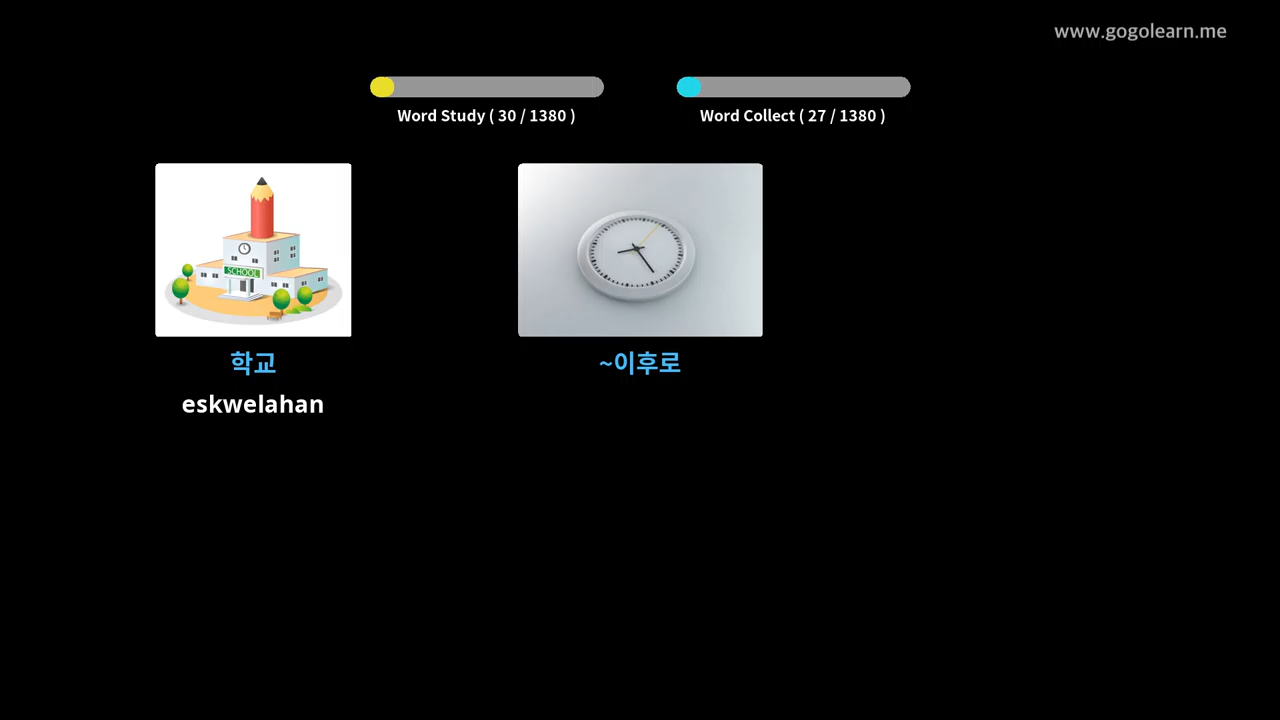 www.gogolearn.me
Word Study ( 30 / 1380 )
Word Collect ( 27 / 1380 )
SCHOOL
학교
~이후로
eskwelahan